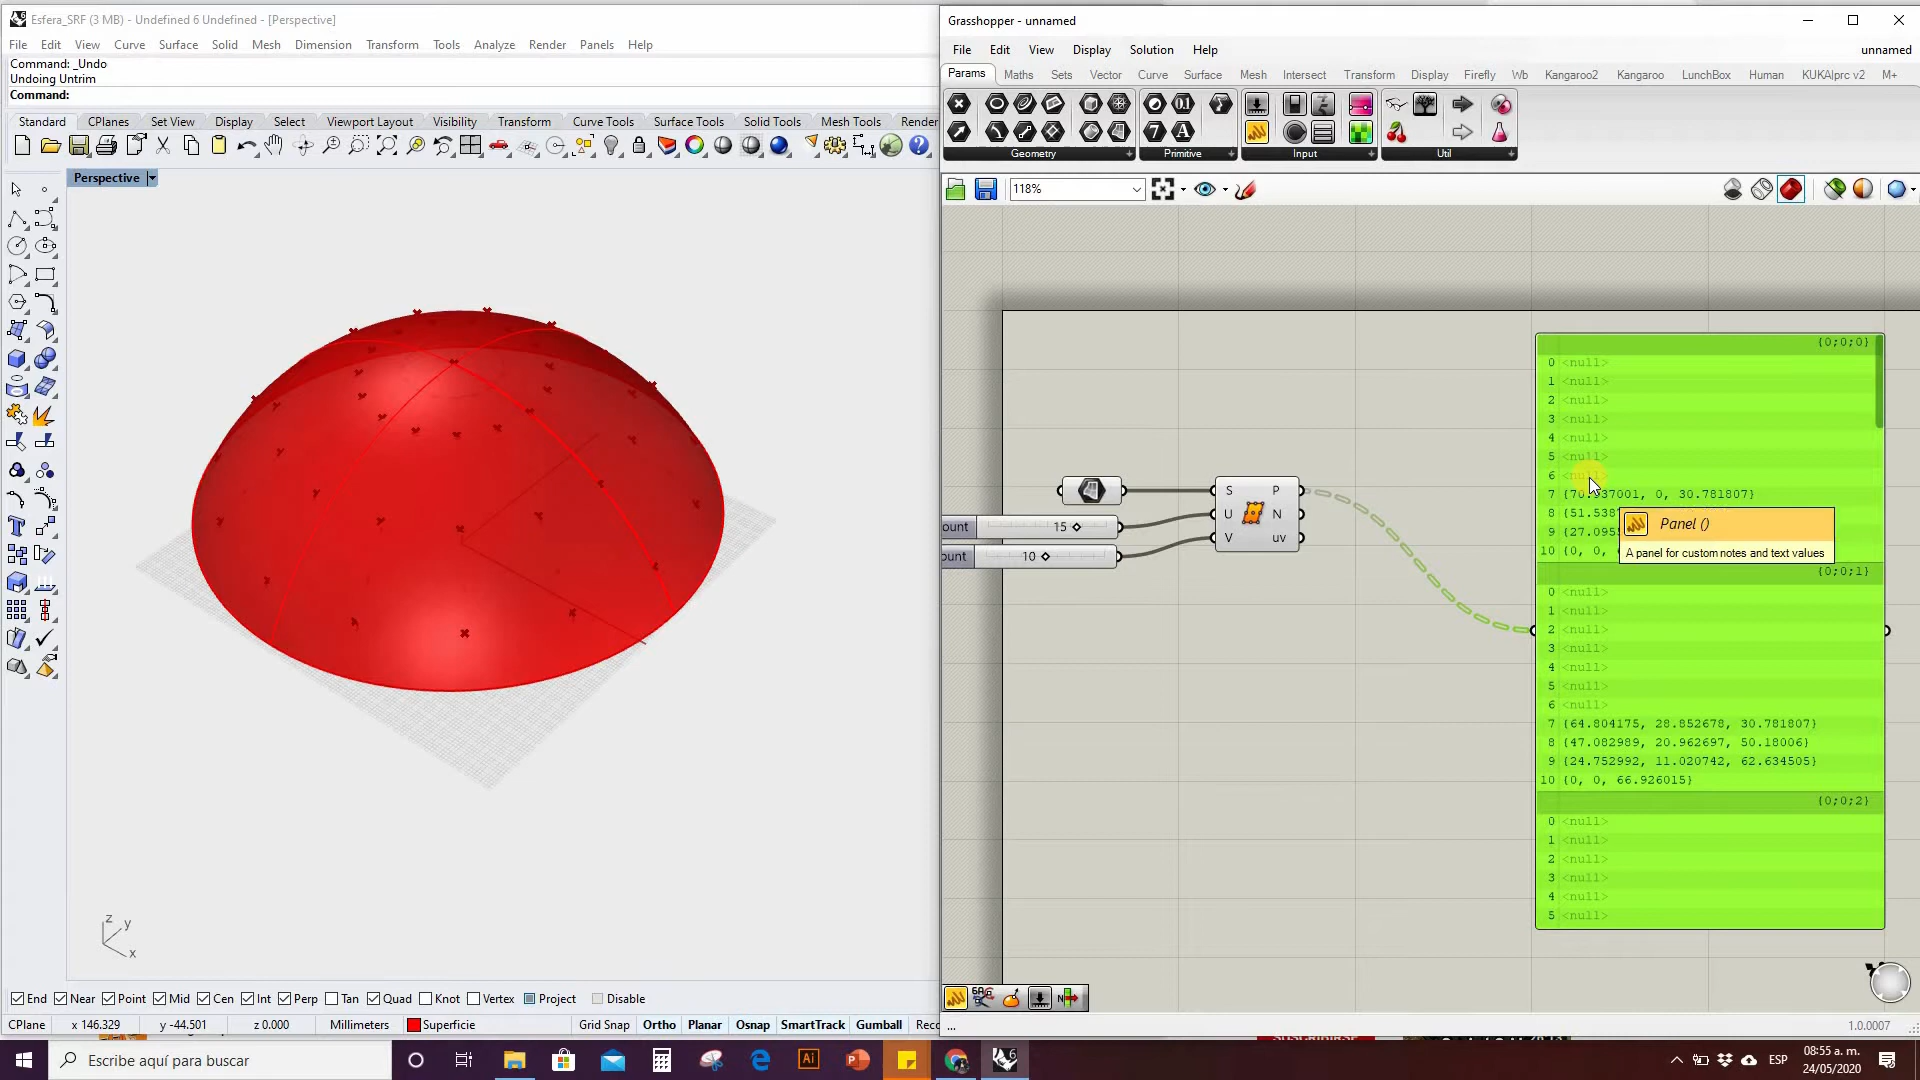 Esfera_SRF (3 MB) - Undefined 6 Undefined - [Perspective]
File Edit View Curve Surface Solid Mesh Dimension Transform Tools Analyze Render Panels Help
Command: _Undo
Undoing Untrim
Command:
Standard CPlanes Set View Display Select Viewport Layout Visibility Transform Curve Tools Surface Tools Solid Tools Mesh Tools Render
Perspective
z
y
x
End Near Point Mid Cen Int Perp Tan Quad Knot Vertex Project Disable
CPlane x 146.329 y -44.501 z 0.000 Millimeters Superficie Grid Snap Ortho Planar Osnap SmartTrack Gumball Reco
Grasshopper - unnamed
File Edit View Display Solution Help unnamed
Params Maths Sets Vector Curve Surface Mesh Intersect Transform Display Firefly Wb Kangaroo2 Kangaroo LunchBox Human KUKA|prc v2 M+
Geometry Primitive Input Util
118%
ount 15
ount 10
S P
U N
V uv
{0;0;0}
0 <null>
1 <null>
2 <null>
3 <null>
4 <null>
5 <null>
6 <null>
7 {70.937001, 0, 30.781807}
8 {51.538
9 {27.095
10 {0, 0,
Panel ()
A panel for custom notes and text values
{0;0;1}
0 <null>
1 <null>
2 <null>
3 <null>
4 <null>
5 <null>
6 <null>
7 {64.804175, 28.852678, 30.781807}
8 {47.082989, 20.962697, 50.18006}
9 {24.752992, 11.020742, 62.634505}
10 {0, 0, 66.926015}
{0;0;2}
0 <null>
1 <null>
2 <null>
3 <null>
4 <null>
5 <null>
...
1.0.0007
Escribe aquí para buscar
ESP
08:55 a. m.
24/05/2020